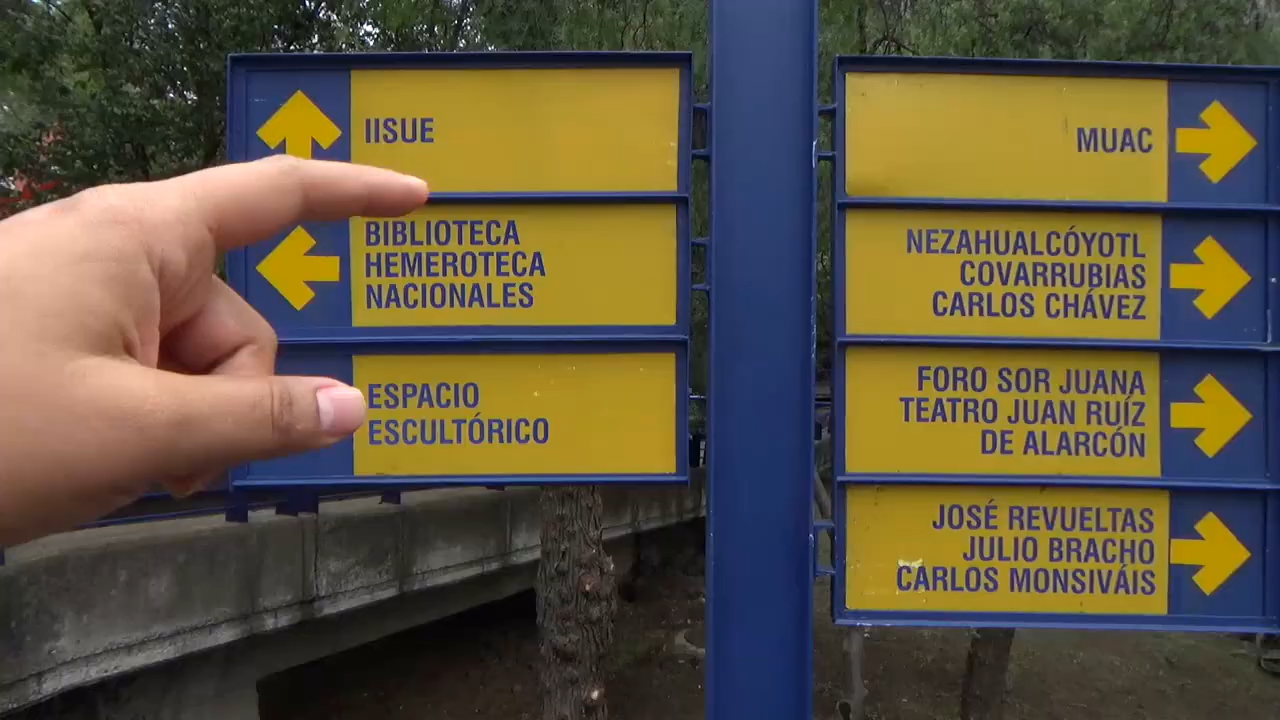 IISUE
BIBLIOTECA
HEMEROTECA
NACIONALES
ESPACIO
ESCULTÓRICO
MUAC
NEZAHUALCÓYOTL
COVARRUBIAS
CARLOS CHÁVEZ
FORO SOR JUANA
TEATRO JUAN RUÍZ
DE ALARCÓN
JOSÉ REVUELTAS
JULIO BRACHO
CARLOS MONSIVÁIS